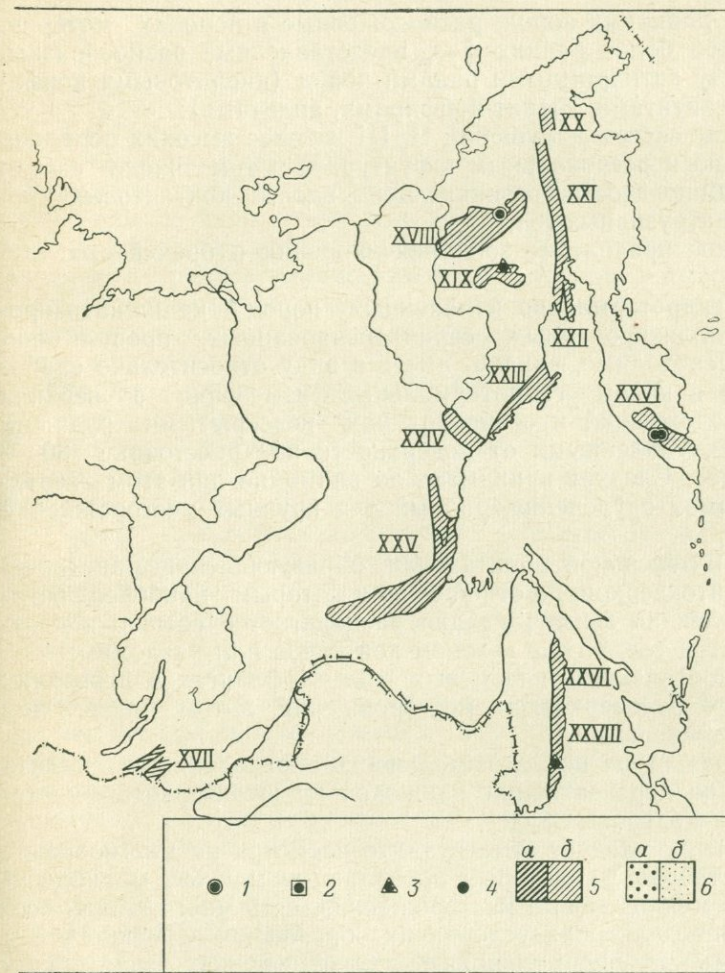 XX
XXI
XVIII
XIX
XXII
XXIII
XXVI
XXIV
XXV
XXVII
XVII
XXVIII
а б а б
1 2 3 4 5 6